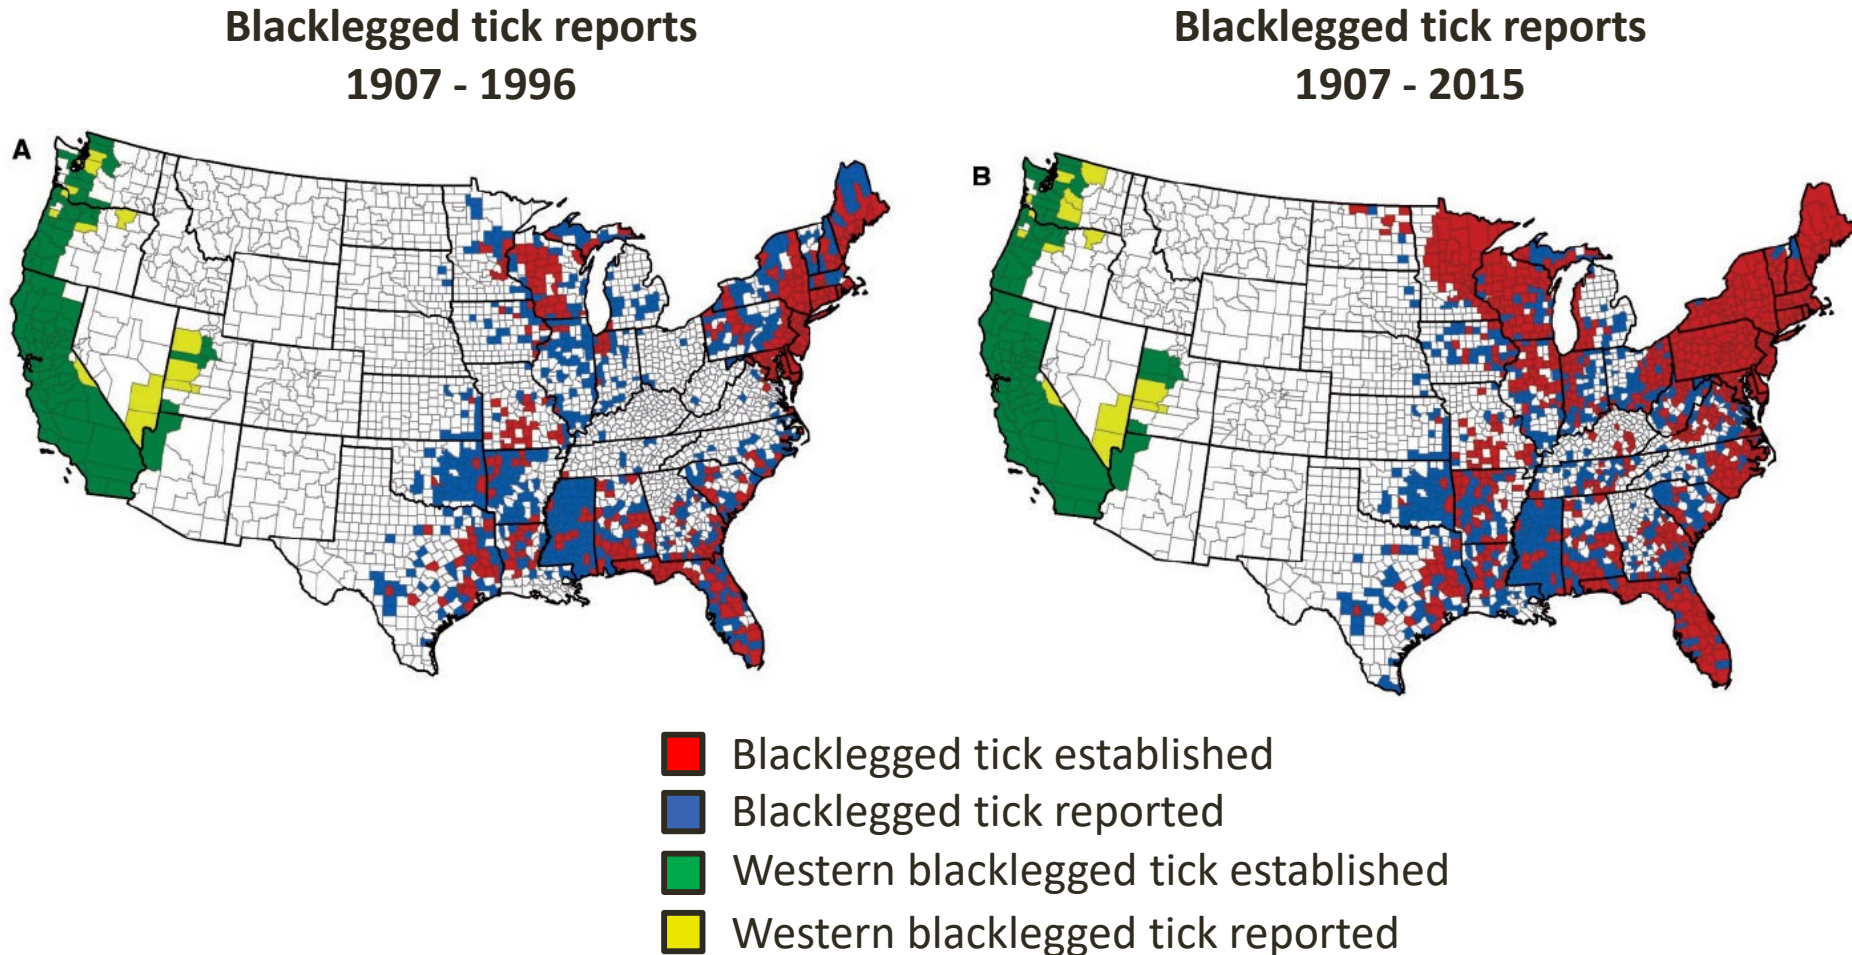 Blacklegged tick reports
1907 - 1996
Blacklegged tick reports
1907 - 2015
A
B
Blacklegged tick established
Blacklegged tick reported
Western blacklegged tick established
Western blacklegged tick reported